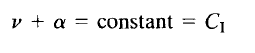 ν + α = constant = C₁